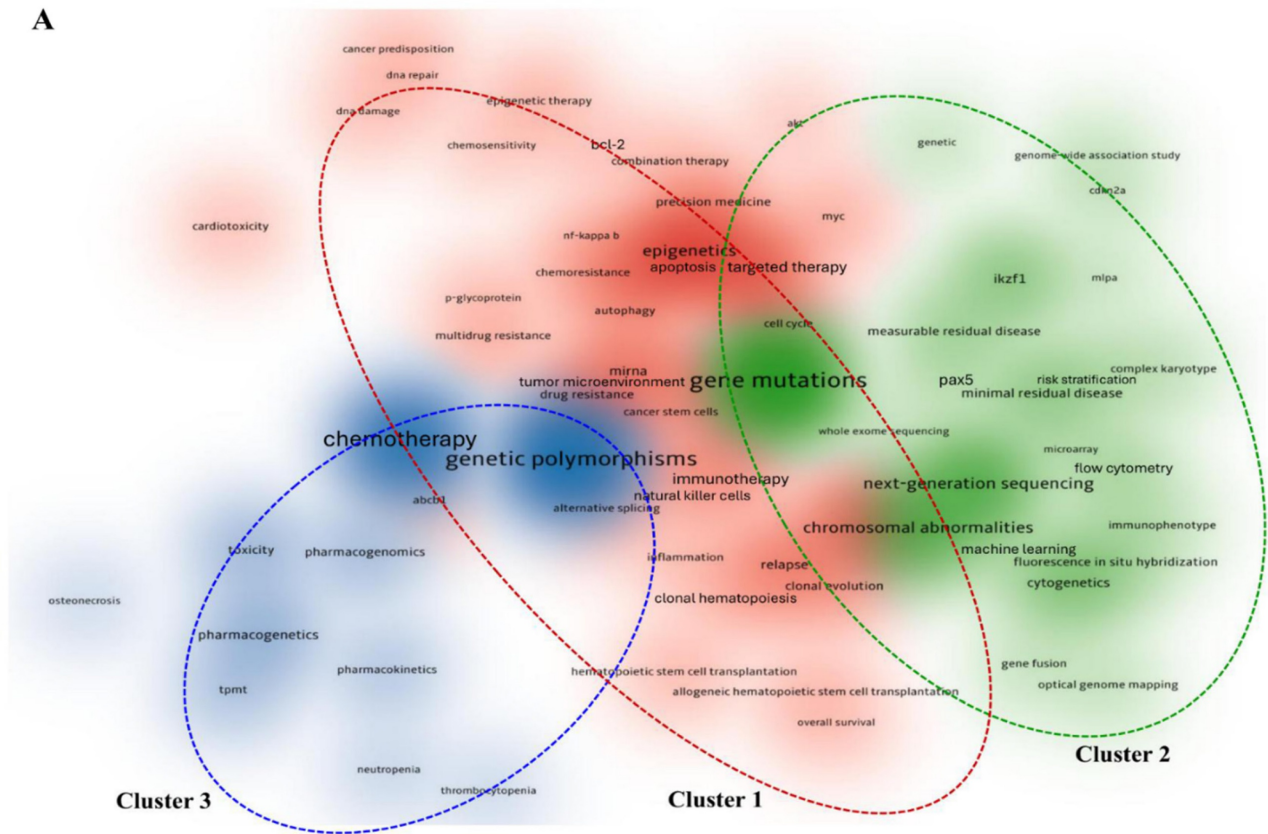 A
cancer predisposition
dna repair
dna damage
epigenetic therapy
akt
bcl-2
chemosensitivity
genetic
combination therapy
genome-wide association study
cdkn2a
precision medicine
myc
cardiotoxicity
nf-kappa b
epigenetics
apoptosis
targeted therapy
chemoresistance
ikzf1
mlpa
p-glycoprotein
autophagy
cell cycle
multidrug resistance
measurable residual disease
mirna
complex karyotype
tumor microenvironment
gene mutations
pax5
risk stratification
drug resistance
minimal residual disease
cancer stem cells
whole exome sequencing
chemotherapy
microarray
genetic polymorphisms
flow cytometry
immunotherapy
next-generation sequencing
natural killer cells
abcb1
alternative splicing
chromosomal abnormalities
immunophenotype
toxicity
pharmacogenomics
machine learning
inflammation
relapse
fluorescence in situ hybridization
clonal evolution
cytogenetics
osteonecrosis
clonal hematopoiesis
pharmacogenetics
gene fusion
pharmacokinetics
hematopoietic stem cell transplantation
optical genome mapping
tpmt
allogeneic hematopoietic stem cell transplantation
overall survival
Cluster 2
neutropenia
thrombocytopenia
Cluster 3
Cluster 1